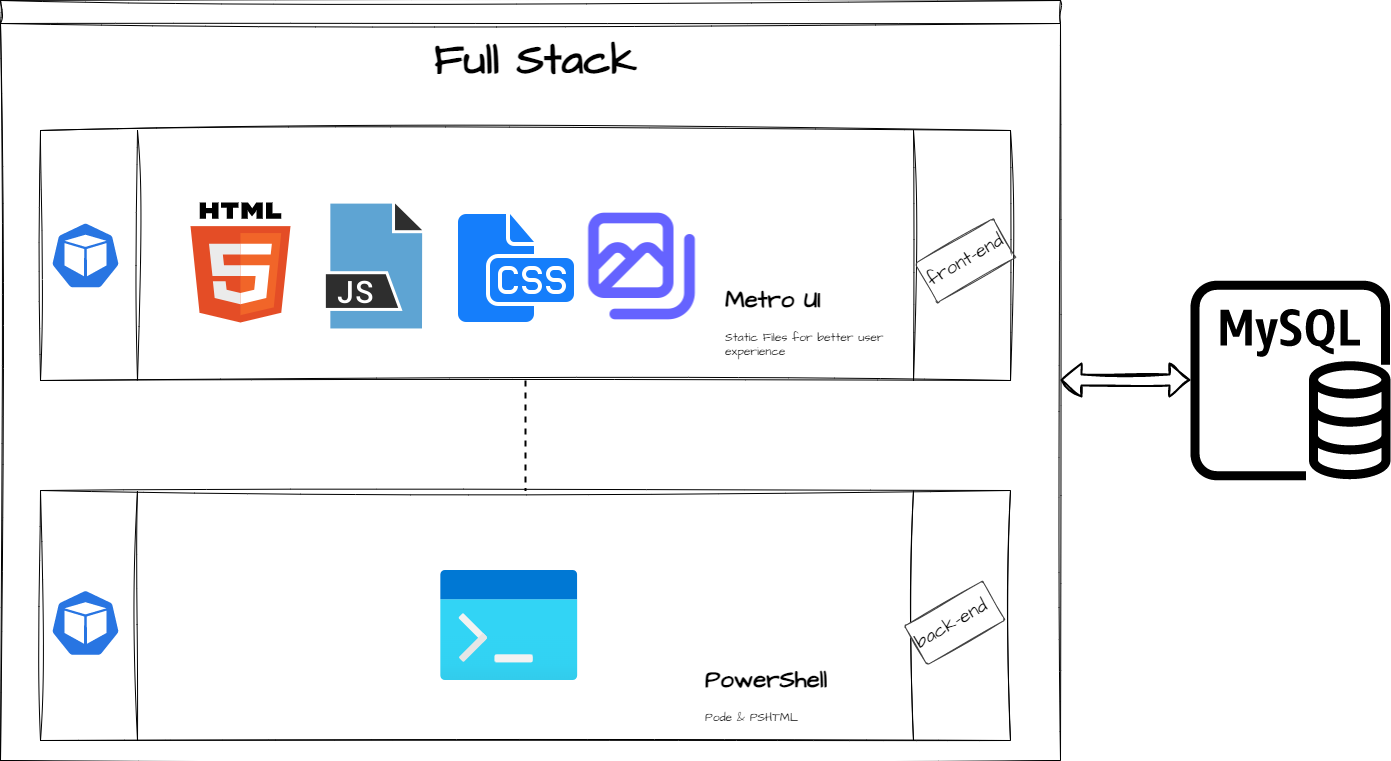 Full Stack
HTML
JS
CSS
Metro UI
Static Files for better user
experience
front-end
MySQL
back-end
PowerShell
Pode & PSHTML